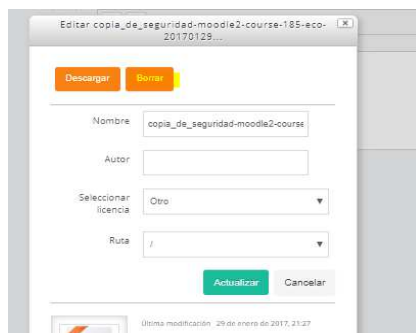 Editar copia_de_seguridad-moodle2-course-185-eco-
20170129....
Descargar Borrar
Nombre copia_de_seguridad-moodle2-course
Autor
Seleccionar
licencia Otro
Ruta /
Actualizar Cancelar
Última modificación 29 de enero de 2017, 21:27